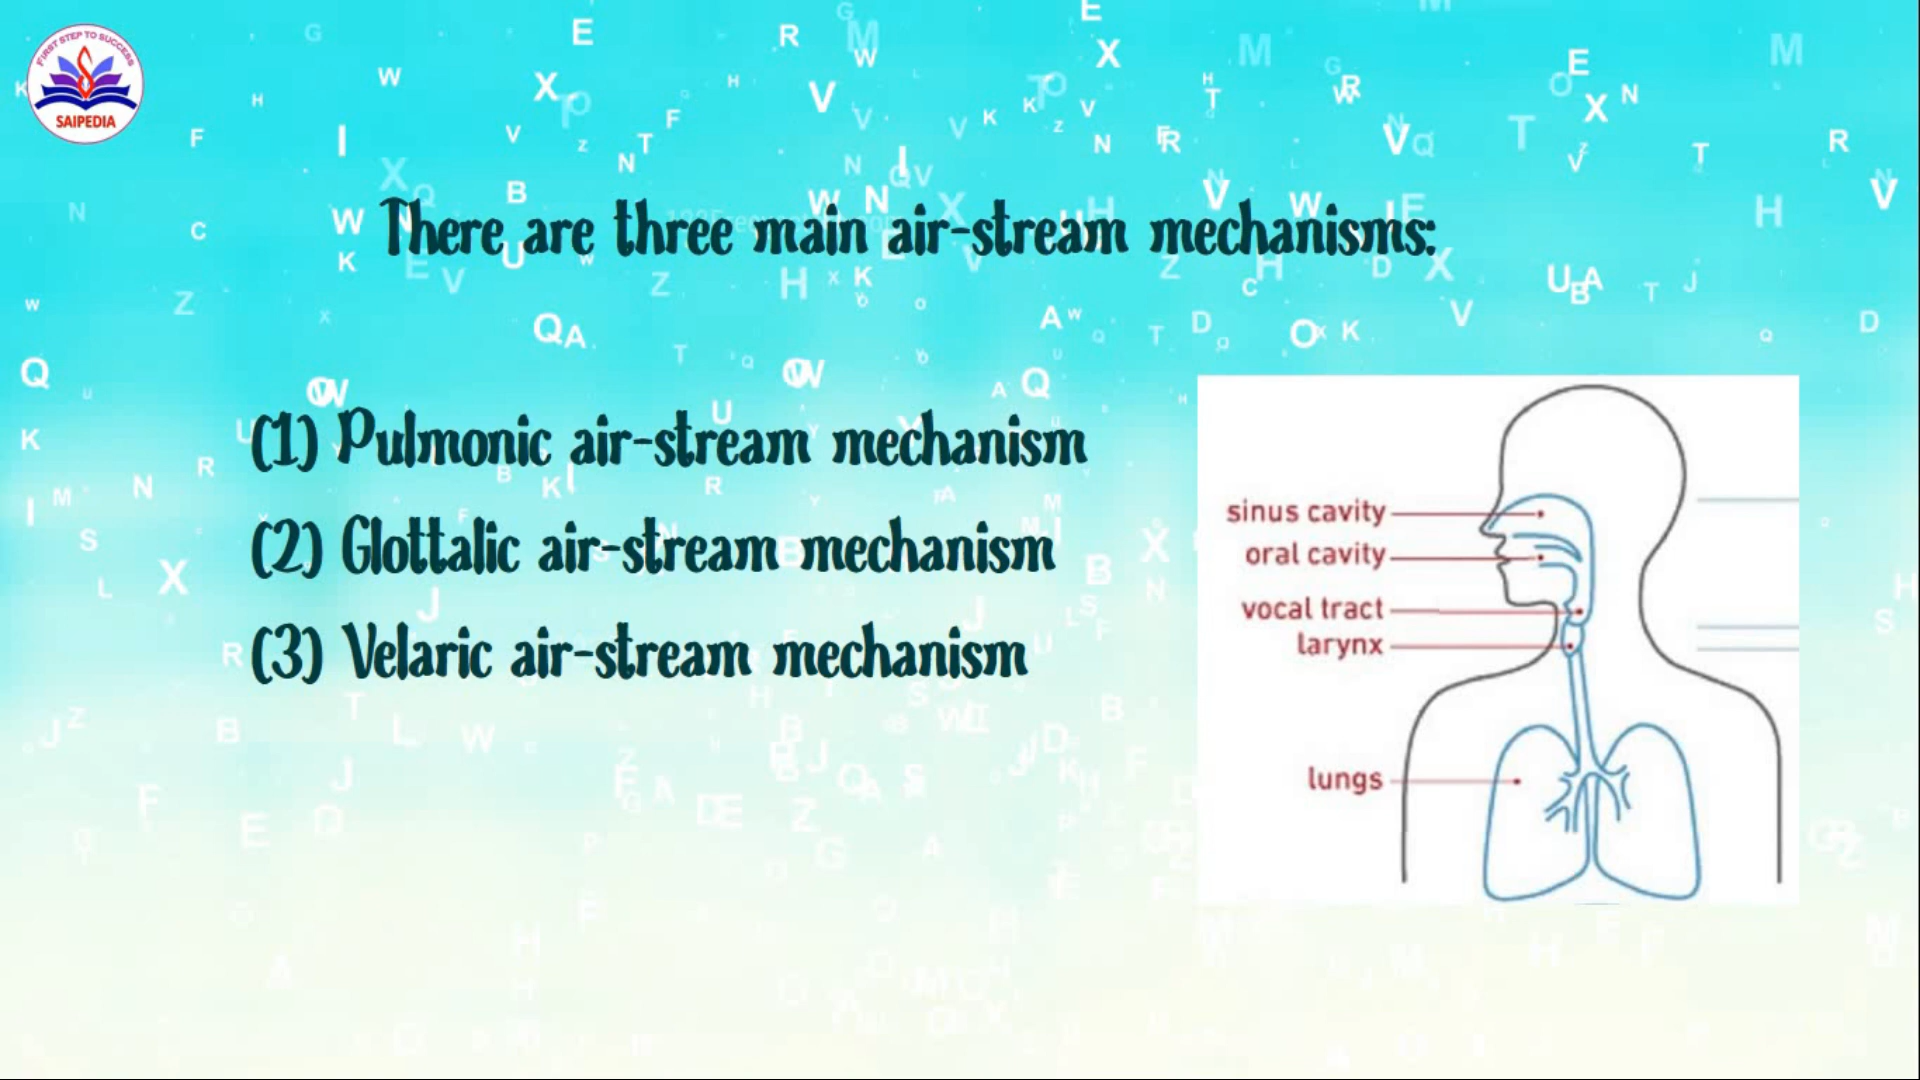 FIRST STEP TO SUCCESS
SAIPEDIA
There are three main air-stream mechanisms:
(1) Pulmonic air-stream mechanism
(2) Glottalic air-stream mechanism
(3) Velaric air-stream mechanism
sinus cavity
oral cavity
vocal tract
larynx
lungs